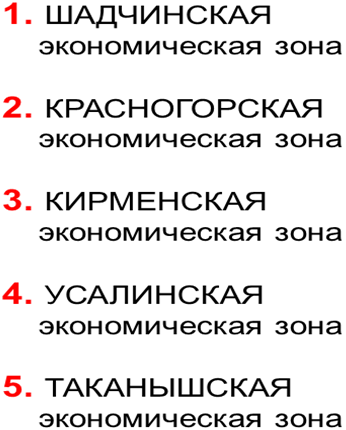 1. ШАДЧИНСКАЯ
экономическая зона
2. КРАСНОГОРСКАЯ
экономическая зона
3. КИРМЕНСКАЯ
экономическая зона
4. УСАЛИНСКАЯ
экономическая зона
5. ТАКАНЫШСКАЯ
экономическая зона